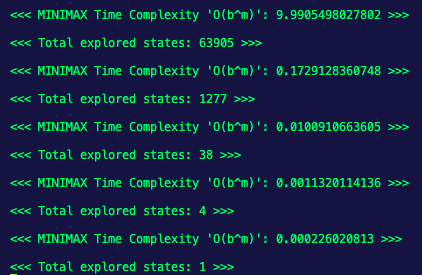 <<< MINIMAX Time Complexity 'O(b^m)': 9.9905498027802 >>>
<<< Total explored states: 63905 >>>
<<< MINIMAX Time Complexity 'O(b^m)': 0.1729128360748 >>>
<<< Total explored states: 1277 >>>
<<< MINIMAX Time Complexity 'O(b^m)': 0.0100910663605 >>>
<<< Total explored states: 38 >>>
<<< MINIMAX Time Complexity 'O(b^m)': 0.0011320114136 >>>
<<< Total explored states: 4 >>>
<<< MINIMAX Time Complexity 'O(b^m)': 0.000226020813 >>>
<<< Total explored states: 1 >>>